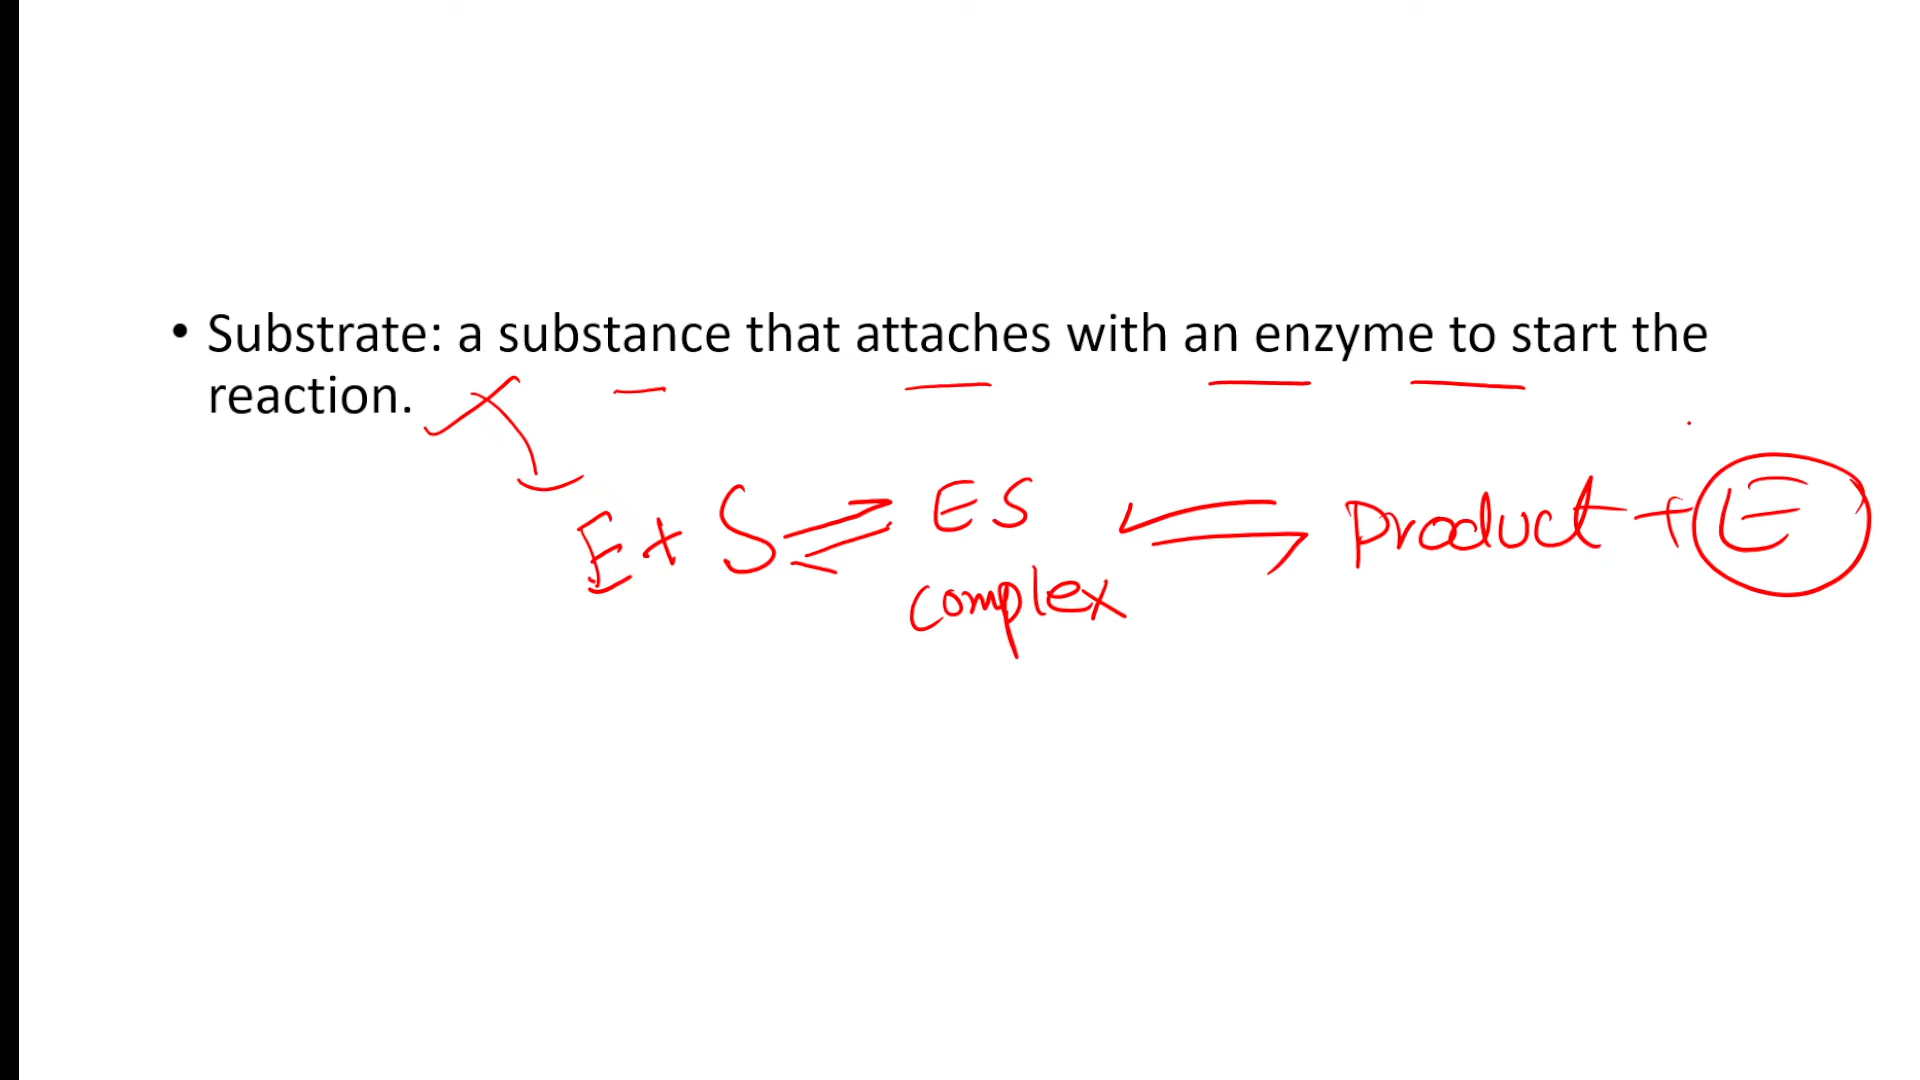 • Substrate: a substance that attaches with an enzyme to start the
reaction.
E + S ⇌ ES ⇌ Product + E
complex